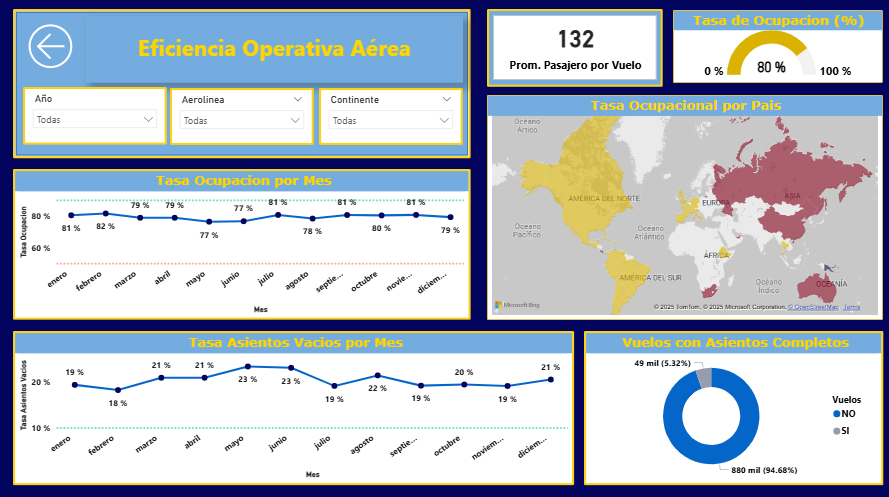 Eficiencia Operativa Aérea
Año
Todas
Aerolinea
Todas
Continente
Todas
132
Prom. Pasajero por Vuelo
Tasa de Ocupacion (%)
0 %
80 %
100 %
Tasa Ocupacional por Pais
Océano
Ártico
AMÉRICA DEL NORTE
EUROPA
ASIA
Océano
Pacífico
Océano
Atlántico
ÁFRICA
AMÉRICA DEL SUR
Océano
Índico
OCEANÍA
Microsoft Bing
© 2025 TomTom, © 2025 Microsoft Corporation, © OpenStreetMap Terms
Tasa Ocupacion por Mes
Tasa Ocupacion
80 %
60 %
81 %
82 %
79 %
79 %
77 %
77 %
81 %
78 %
81 %
80 %
81 %
79 %
enero
febrero
marzo
abril
mayo
junio
julio
agosto
septie...
octubre
novie...
diciem...
Mes
Tasa Asientos Vacios por Mes
Tasa Asientos Vacios
20 %
10 %
19 %
18 %
21 %
21 %
23 %
23 %
19 %
22 %
19 %
20 %
19 %
21 %
enero
febrero
marzo
abril
mayo
junio
julio
agosto
septie...
octubre
noviem...
diciem...
Mes
Vuelos con Asientos Completos
49 mil (5.32%)
880 mil (94.68%)
Vuelos
NO
SI